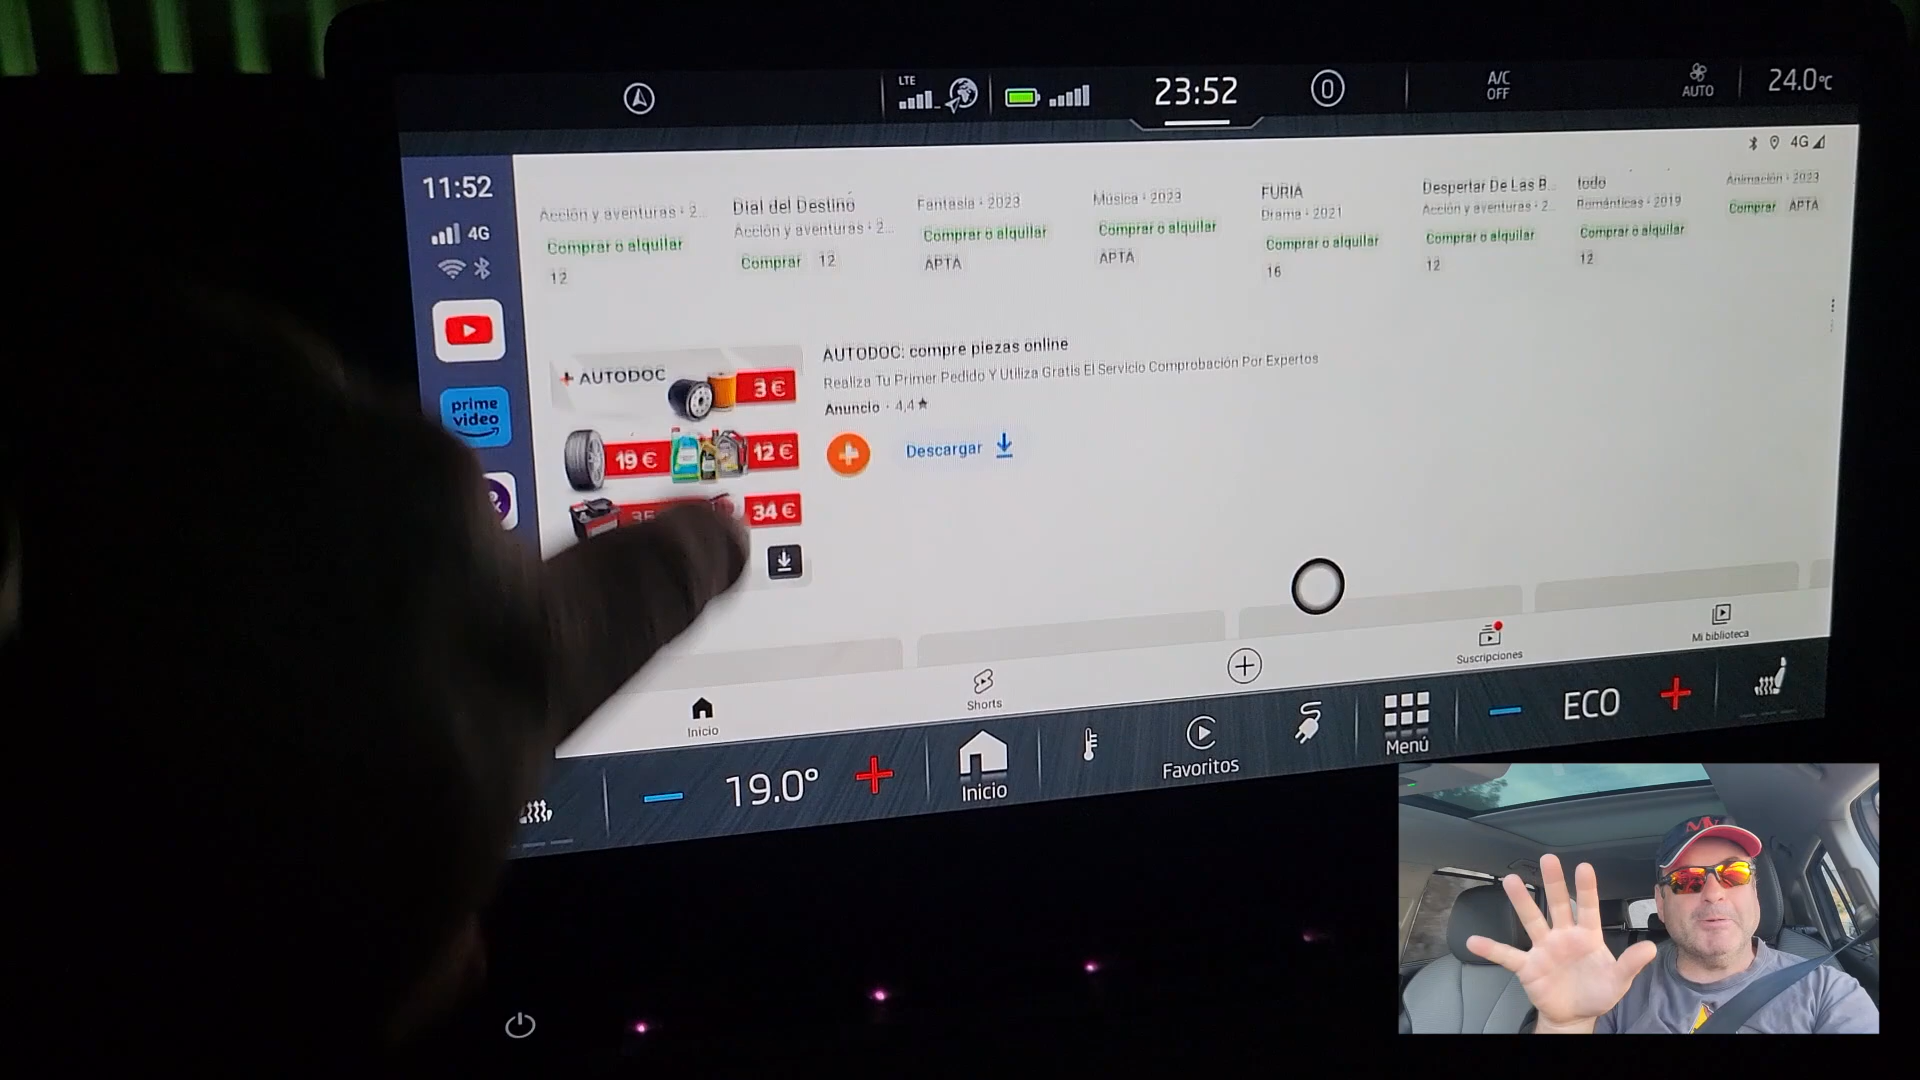 LTE
23:52
0
A/C
OFF
AUTO
24.0°C
4G
11:52
4G
prime
video
Acción y aventuras · 2...
Comprar o alquilar
12
Dial del Destino
Acción y aventuras · 2...
Comprar 12
Fantasía · 2023
Comprar o alquilar
APTA
Música · 2023
Comprar o alquilar
APTA
FURIA
Drama · 2021
Comprar o alquilar
16
Despertar De Las B...
Acción y aventuras · 2...
Comprar o alquilar
12
todo
Románticas · 2019
Comprar o alquilar
12
Animación · 2023
Comprar APTA
AUTODOC
3 €
19 €
12 €
34 €
AUTODOC: compre piezas online
Realiza Tu Primer Pedido Y Utiliza Gratis El Servicio Comprobación Por Expertos
Anuncio · 4,4★
Descargar
Inicio
Shorts
Suscripciones
Mi biblioteca
19.0°
Inicio
Favoritos
Menú
ECO